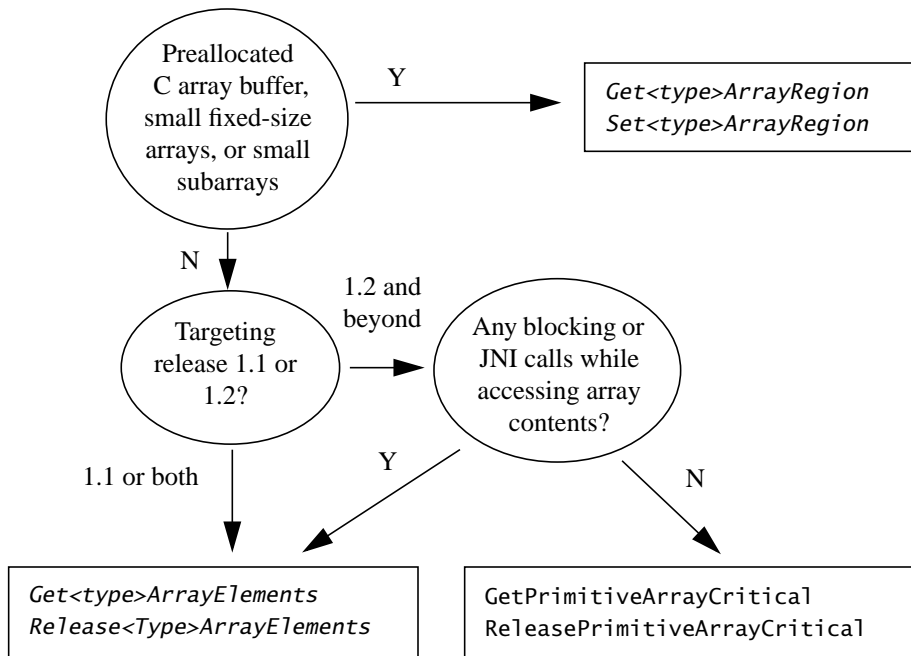 Preallocated
C array buffer,
small fixed-size
arrays, or small
subarrays
Y
Get<type>ArrayRegion
Set<type>ArrayRegion
N
Targeting
release 1.1 or
1.2?
1.2 and
beyond
Any blocking or
JNI calls while
accessing array
contents?
1.1 or both
Y
N
Get<type>ArrayElements
Release<Type>ArrayElements
GetPrimitiveArrayCritical
ReleasePrimitiveArrayCritical